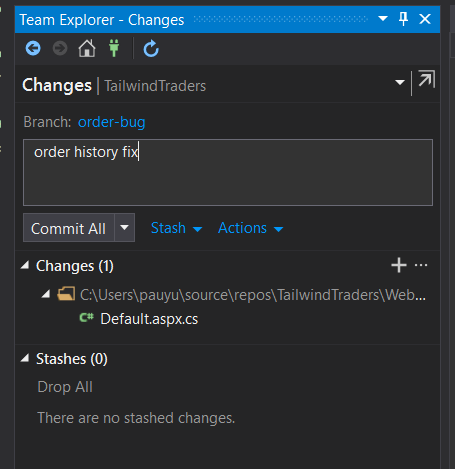 Team Explorer - Changes
Changes | TailwindTraders
Branch: order-bug
order history fix
Commit All Stash Actions
Changes (1)
C:\Users\pauyu\source\repos\TailwindTraders\Web...
C# Default.aspx.cs
Stashes (0)
Drop All
There are no stashed changes.